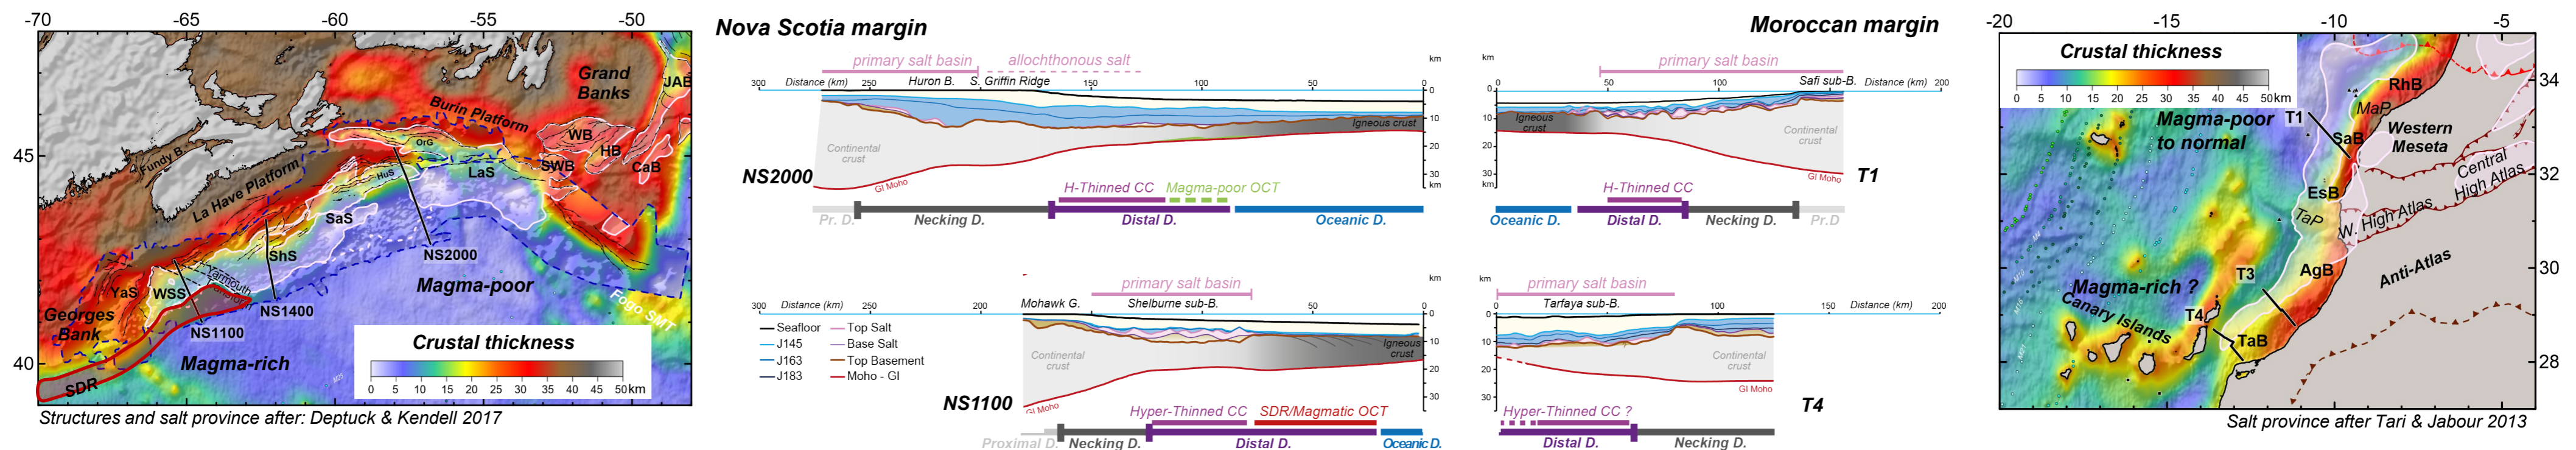 -70 -65 -60 -55 -50
45
40
Grand Banks
JAB
Burin Platform
WB
HB
CaB
SWB
OrG
LaS
HuS
Fundy B.
La Have Platform
SaS
ShS
NS2000
YaS
WSS
Yarmouth
Georges Bank
NS1400
NS1100
Magma-poor
Magma-rich
Fogo SMT
SDR
M25
Crustal thickness
0 5 10 15 20 25 30 35 40 45 50 km
Structures and salt province after: Deptuck & Kendell 2017
Nova Scotia margin
primary salt basin
allochthonous salt
300 Distance (km) 250 Huron B. S. Griffin Ridge 150 100 50 0
km
0
10
20
30
km
Continental crust
Igneous crust
GI Moho
NS2000
H-Thinned CC
Magma-poor OCT
Pr. D.
Necking D.
Distal D.
Oceanic D.
primary salt basin
300 Distance (km) 250 200 Mohawk G. Shelburne sub-B. 50 0
km
0
10
20
30
Seafloor
J145
J163
J183
Top Salt
Base Salt
Top Basement
Moho - GI
Continental crust
Igneous crust
GI Moho
NS1100
Hyper-Thinned CC
SDR/Magmatic OCT
Proximal D.
Necking D.
Distal D.
Oceanic D.
Moroccan margin
primary salt basin
0 50 100 Safi sub-B. Distance (km) 200
km
0
10
20
30
km
Igneous crust
Continental crust
GI Moho
T1
H-Thinned CC
Oceanic D.
Distal D.
Necking D.
Pr.D
primary salt basin
0 Tarfaya sub-B. 100 150 Distance (km) 200
km
0
10
20
30
Continental crust
GI Moho
T4
Hyper-Thinned CC ?
Distal D.
Necking D.
-20 -15 -10 -5
34
32
30
28
Crustal thickness
0 5 10 15 20 25 30 35 40 45 50 km
Magma-poor to normal
T1
RhB
MaP
SaB
Western Meseta
Central High Atlas
EsB
TaP
W. High Atlas
AgB
Anti-Atlas
T3
Magma-rich ?
T4
Canary Islands
TaB
Salt province after Tari & Jabour 2013